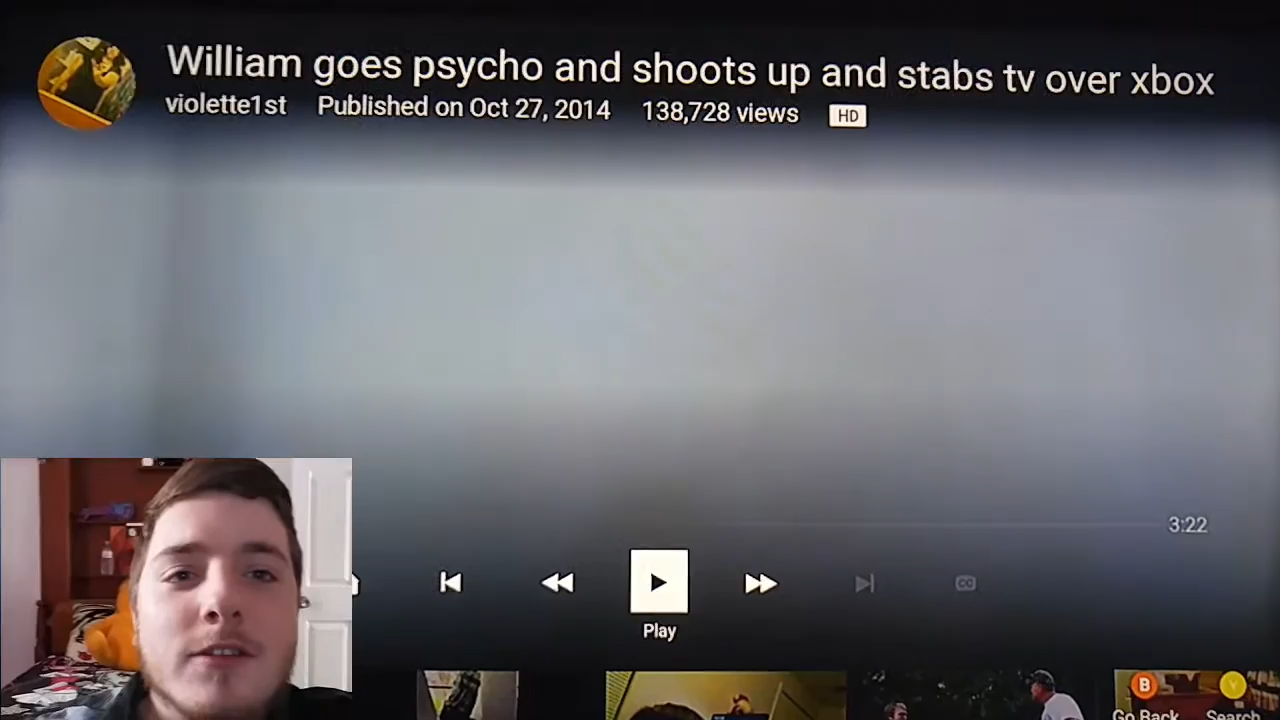 William goes psycho and shoots up and stabs tv over xbox
violette1st Published on Oct 27, 2014 138,728 views HD
3:22
CC
Play
B Y
Go Back Search